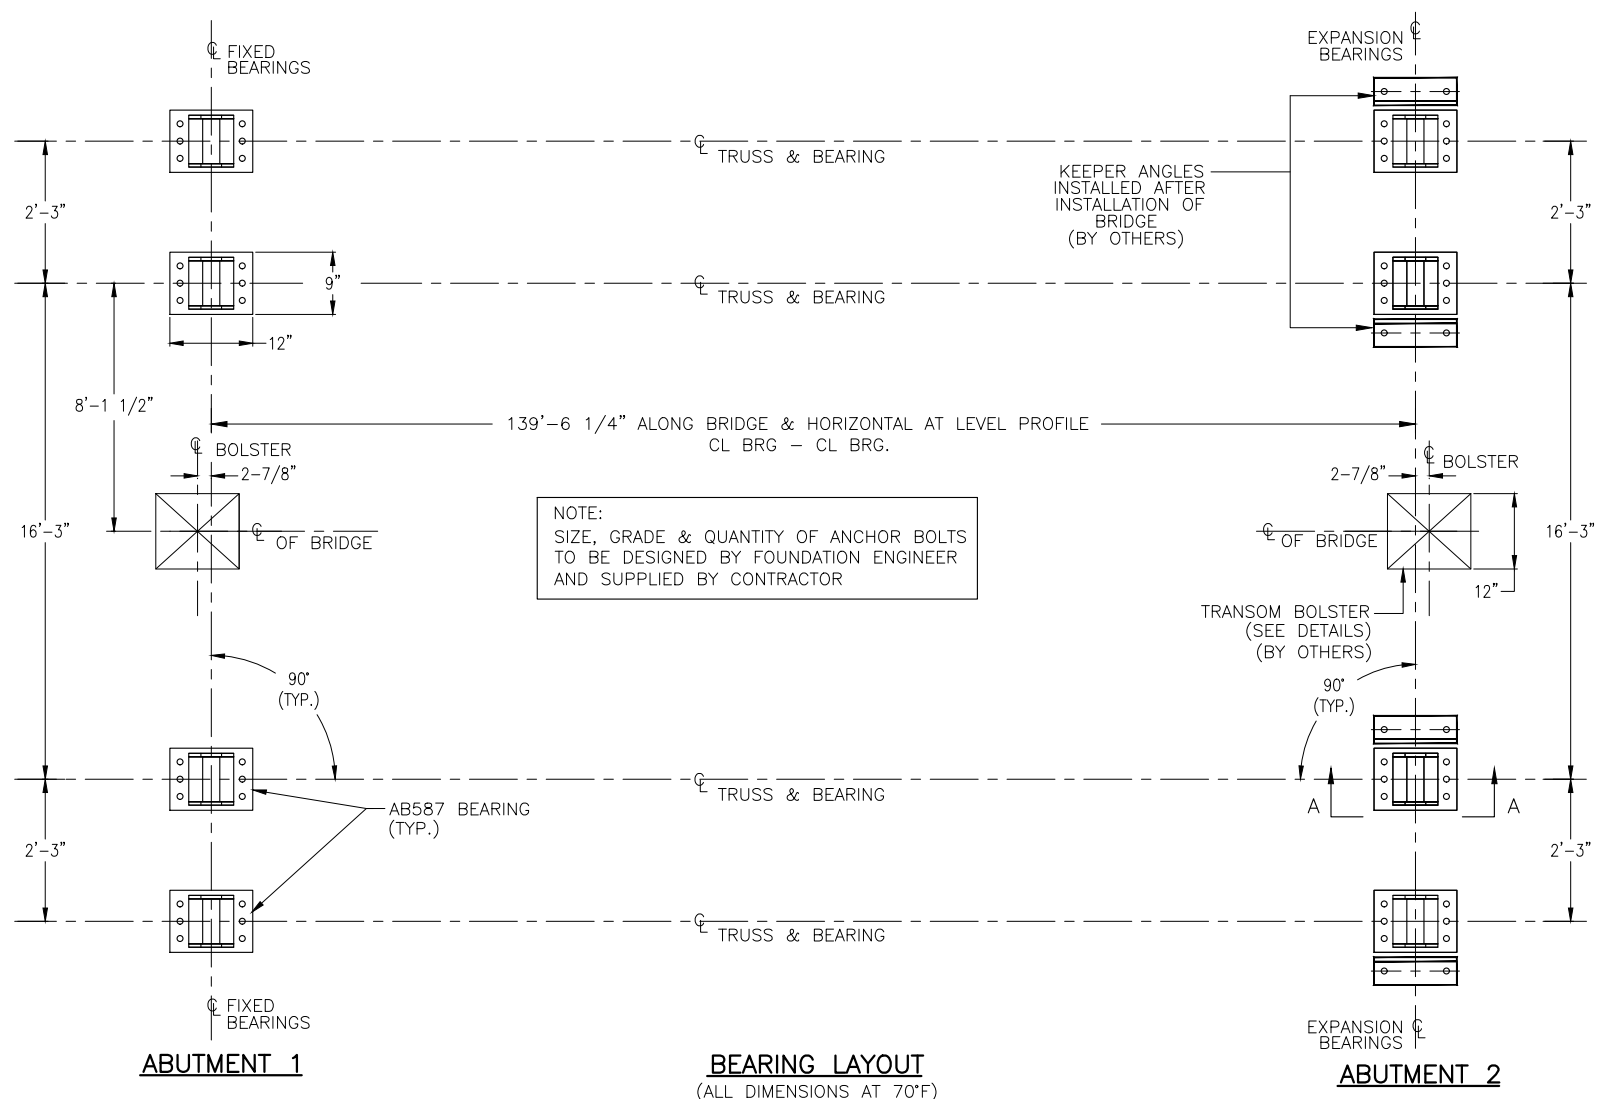 ℄ FIXED
BEARINGS
EXPANSION ℄
BEARINGS
℄ TRUSS & BEARING
KEEPER ANGLES
INSTALLED AFTER
INSTALLATION OF
BRIDGE
(BY OTHERS)
2'-3"
2'-3"
℄ TRUSS & BEARING
9"
12"
8'-1 1/2"
139'-6 1/4" ALONG BRIDGE & HORIZONTAL AT LEVEL PROFILE
CL BRG – CL BRG.
℄ BOLSTER
2-7/8"
℄ BOLSTER
2-7/8"
16'-3"
℄ OF BRIDGE
NOTE:
SIZE, GRADE & QUANTITY OF ANCHOR BOLTS
TO BE DESIGNED BY FOUNDATION ENGINEER
AND SUPPLIED BY CONTRACTOR
℄ OF BRIDGE
16'-3"
12"
TRANSOM BOLSTER
(SEE DETAILS)
(BY OTHERS)
90°
(TYP.)
90°
(TYP.)
℄ TRUSS & BEARING
AB587 BEARING
(TYP.)
A
A
2'-3"
2'-3"
℄ TRUSS & BEARING
℄ FIXED
BEARINGS
EXPANSION ℄
BEARINGS
ABUTMENT 1
BEARING LAYOUT
(ALL DIMENSIONS AT 70°F)
ABUTMENT 2